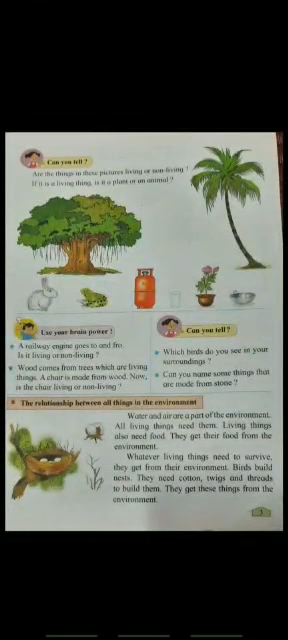 Can you tell ?
Are the things in these pictures living or non-living ?
If it is a living thing, is it a plant or an animal ?
Use your brain power !
A railway engine goes to and fro.
Is it living or non-living ?
Wood comes from trees which are living
things. A chair is made from wood. Now,
is the chair living or non-living ?
Can you tell ?
Which birds do you see in your
surroundings ?
Can you name some things that
are made from stone ?
The relationship between all things in the environment
Water and air are a part of the environment.
All living things need them. Living things
also need food. They get their food from the
environment.
Whatever living things need to survive,
they get from their environment. Birds build
nests. They need cotton, twigs and threads
to build them. They get these things from the
environment.
3